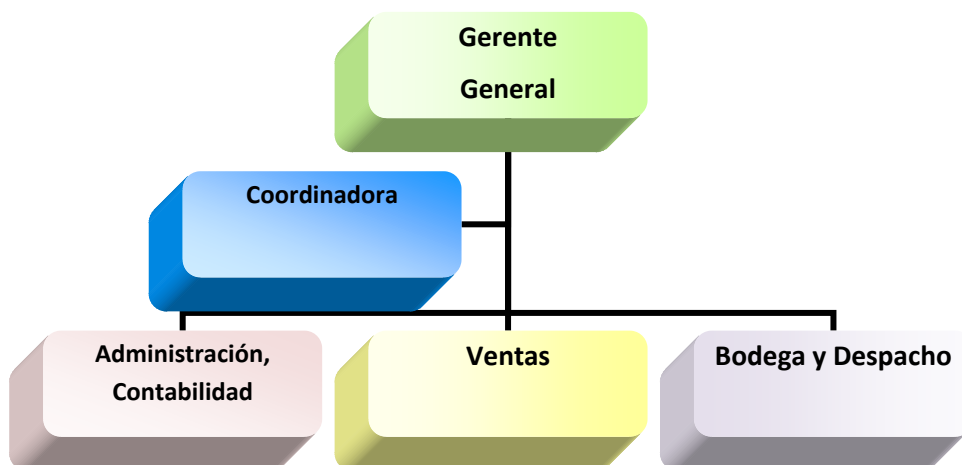 Gerente
General
Coordinadora
Administración,
Contabilidad
Ventas
Bodega y Despacho